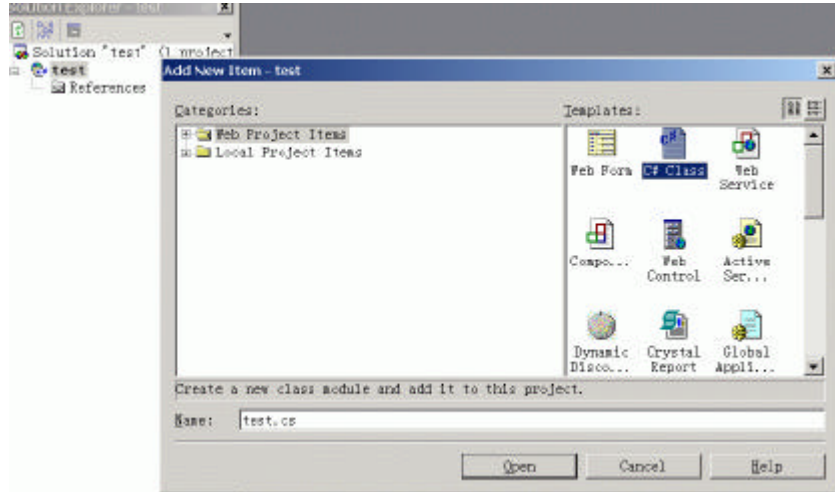 Solution Explorer - test
Solution "test" (1 project
test
References
Add New Item - test
Categories:
Templates:
Web Project Items
Local Project Items
Web Form
C# Class
Web Service
Compo...
Web Control
Active Ser...
Dynamic Disco...
Crystal Report
Global Appli...
Create a new class module and add it to this project.
Name: test.cs
Open
Cancel
Help